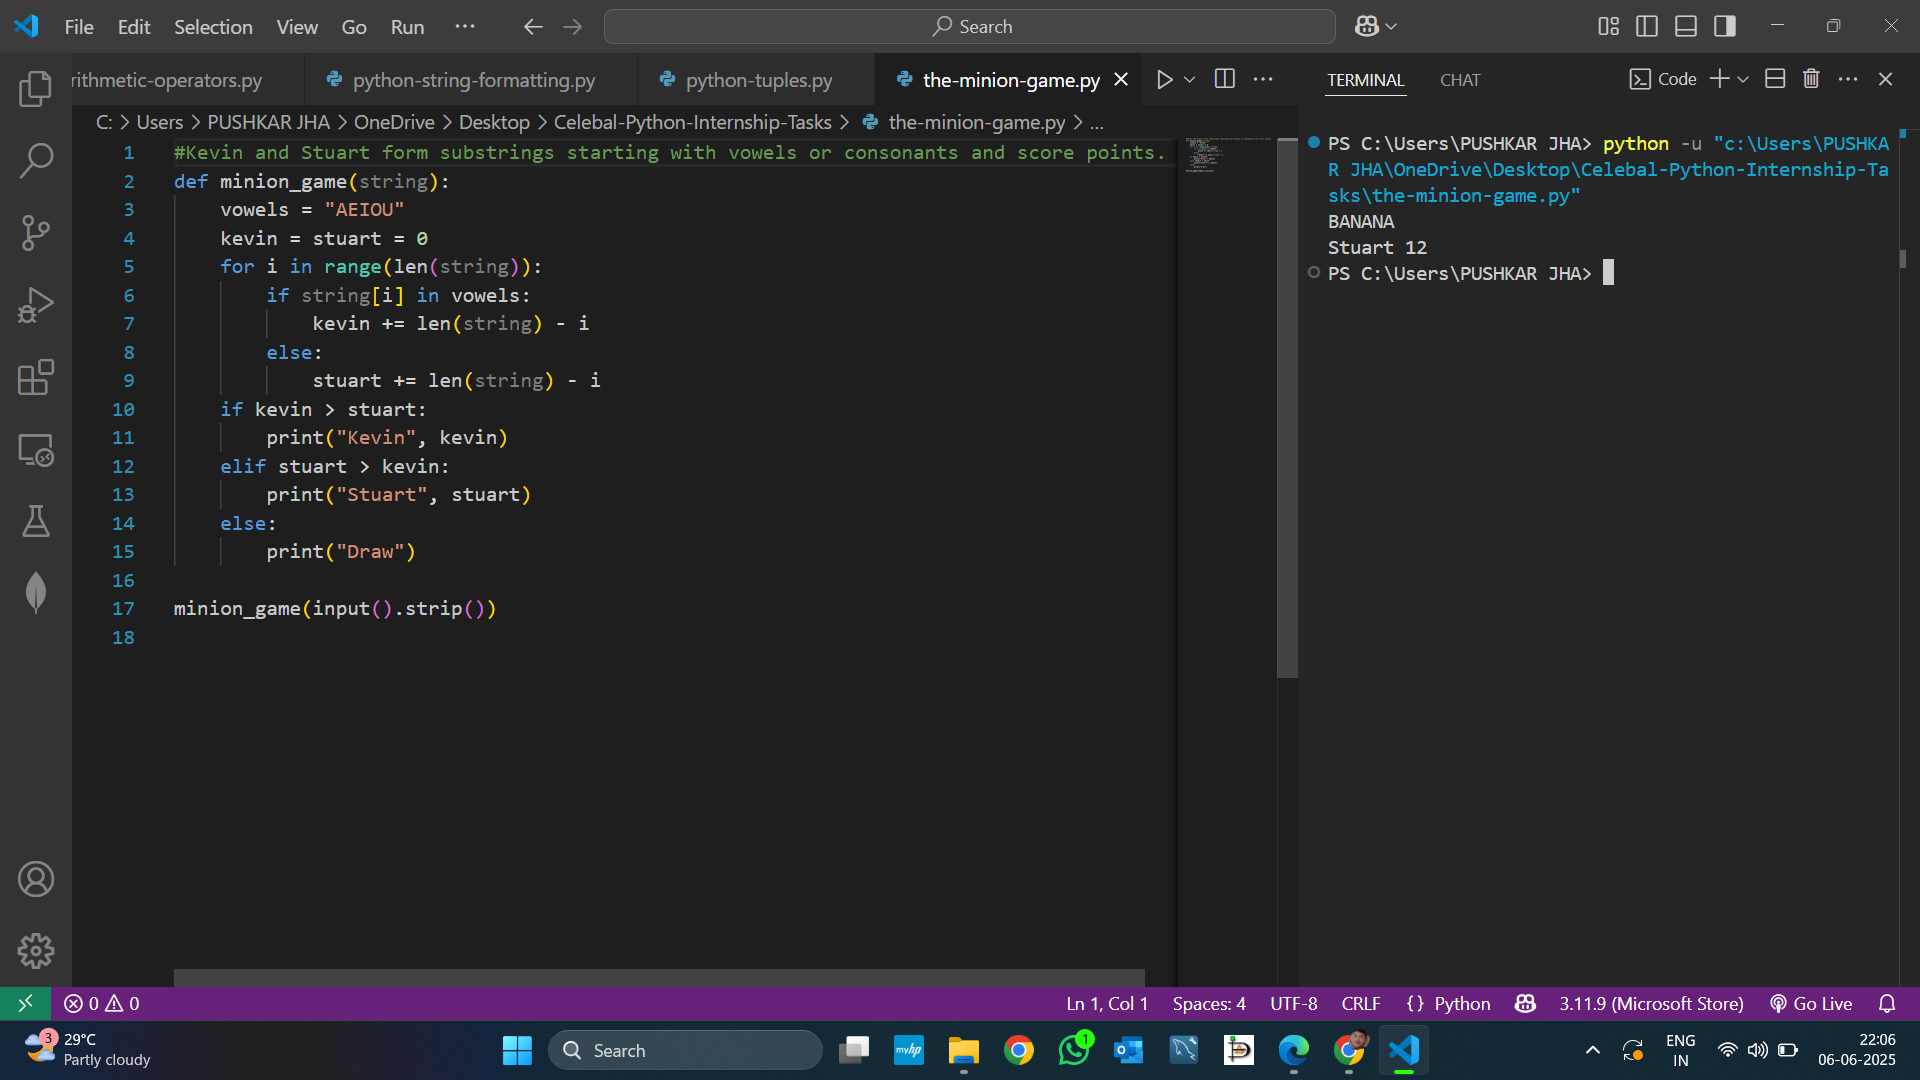 File Edit Selection View Go Run ... Search
rithmetic-operators.py python-string-formatting.py python-tuples.py the-minion-game.py
C: > Users > PUSHKAR JHA > OneDrive > Desktop > Celebal-Python-Internship-Tasks > the-minion-game.py > ...
1 #Kevin and Stuart form substrings starting with vowels or consonants and score points.
2 def minion_game(string):
3 vowels = "AEIOU"
4 kevin = stuart = 0
5 for i in range(len(string)):
6 if string[i] in vowels:
7 kevin += len(string) - i
8 else:
9 stuart += len(string) - i
10 if kevin > stuart:
11 print("Kevin", kevin)
12 elif stuart > kevin:
13 print("Stuart", stuart)
14 else:
15 print("Draw")
16
17 minion_game(input().strip())
18
TERMINAL CHAT Code
PS C:\Users\PUSHKAR JHA> python -u "c:\Users\PUSHKA
R JHA\OneDrive\Desktop\Celebal-Python-Internship-Ta
sks\the-minion-game.py"
BANANA
Stuart 12
PS C:\Users\PUSHKAR JHA>
0 0 Ln 1, Col 1 Spaces: 4 UTF-8 CRLF {} Python 3.11.9 (Microsoft Store) Go Live
3 29°C
Partly cloudy
Search
myhp
1
ENG
IN
22:06
06-06-2025